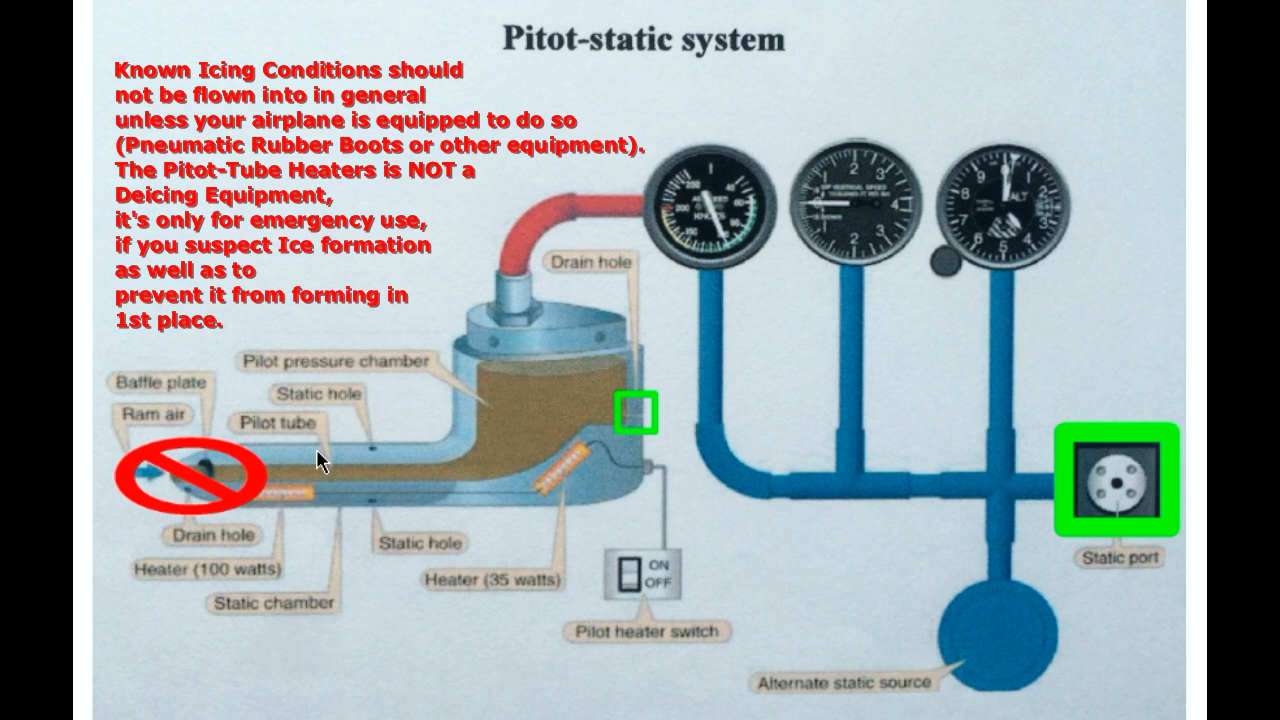 Pitot-static system
Known Icing Conditions should
not be flown into in general
unless your airplane is equipped to do so
(Pneumatic Rubber Boots or other equipment).
The Pitot-Tube Heaters is NOT a
Deicing Equipment,
it's only for emergency use,
if you suspect Ice formation
as well as to
prevent it from forming in
1st place.
Drain hole
Pilot pressure chamber
Baffle plate
Static hole
Ram air
Pilot tube
Drain hole
Static hole
Heater (100 watts)
Heater (35 watts)
Static chamber
ON
OFF
Pilot heater switch
Static port
Alternate static source
ALT